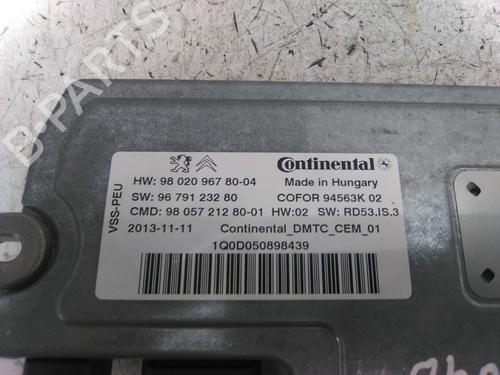 B-PARTS
Continental
HW: 98 020 967 80-04
Made in Hungary
SW: 96 791 232 80
COFOR 94563K 02
CMD: 98 057 212 80-01 HW:02 SW: RD53.IS.3
2013-11-11 Continental_DMTC_CEM_01
1Q0D050898439
VSS-PEU